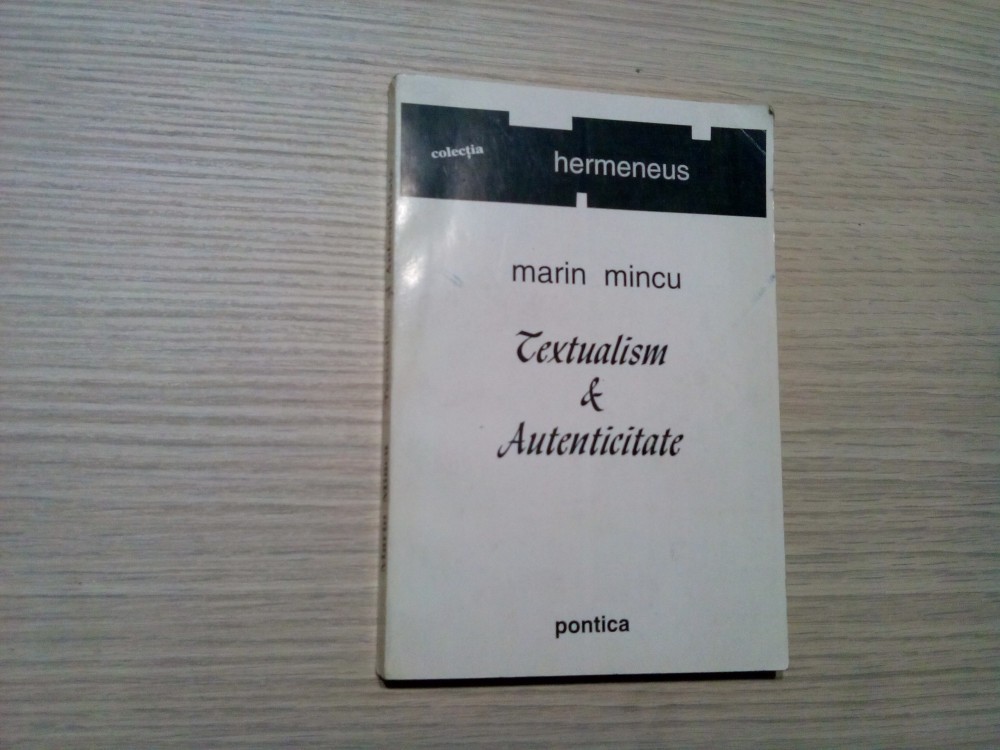 colecția
hermeneus
marin mincu
Textualism
&
Autenticitate
pontica